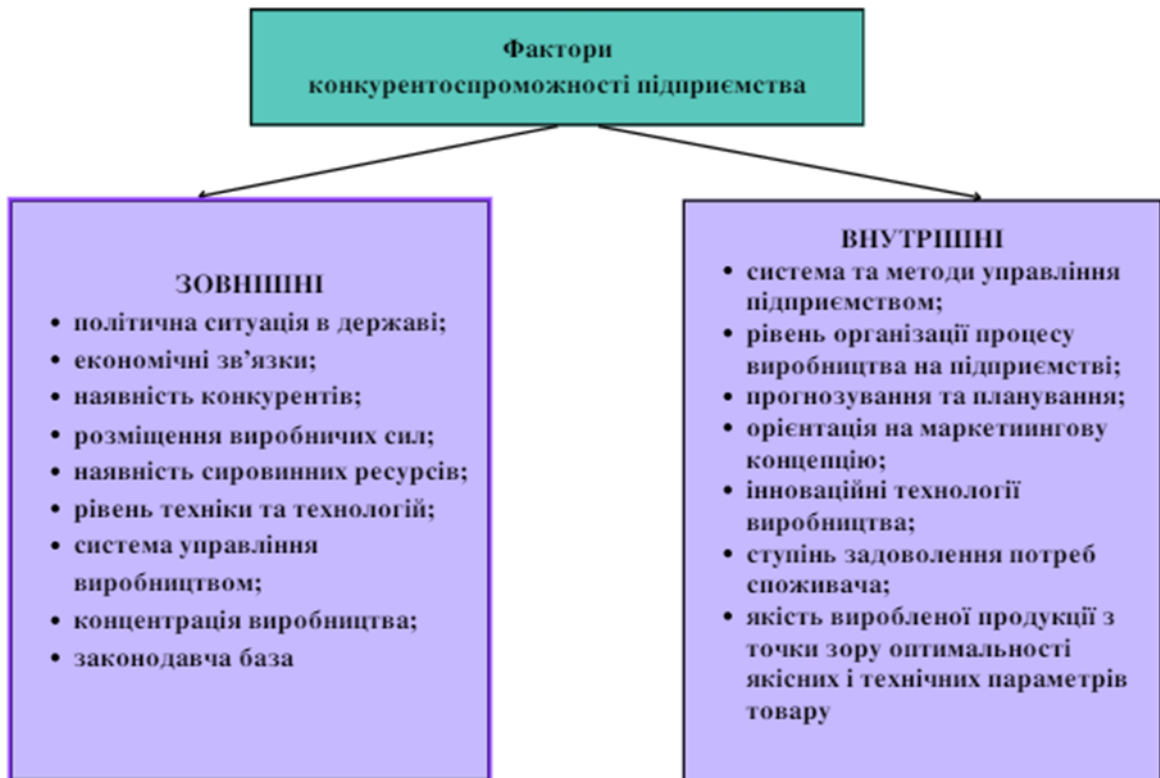 Фактори
конкурентоспроможності підприємства
ЗОВНІШНІ
• політична ситуація в державі;
• економічні зв’язки;
• наявність конкурентів;
• розміщення виробничих сил;
• наявність сировинних ресурсів;
• рівень техніки та технологій;
• система управління
виробництвом;
• концентрація виробництва;
• законодавча база
ВНУТРІШНІ
• система та методи управління
підприємством;
• рівень організації процесу
виробництва на підприємстві;
• прогнозування та планування;
• орієнтація на маркетиингову
концепцію;
• інноваційні технології
виробництва;
• ступінь задоволення потреб
споживача;
• якість виробленої продукції з
точки зору оптимальності
якісних і технічних параметрів
товару